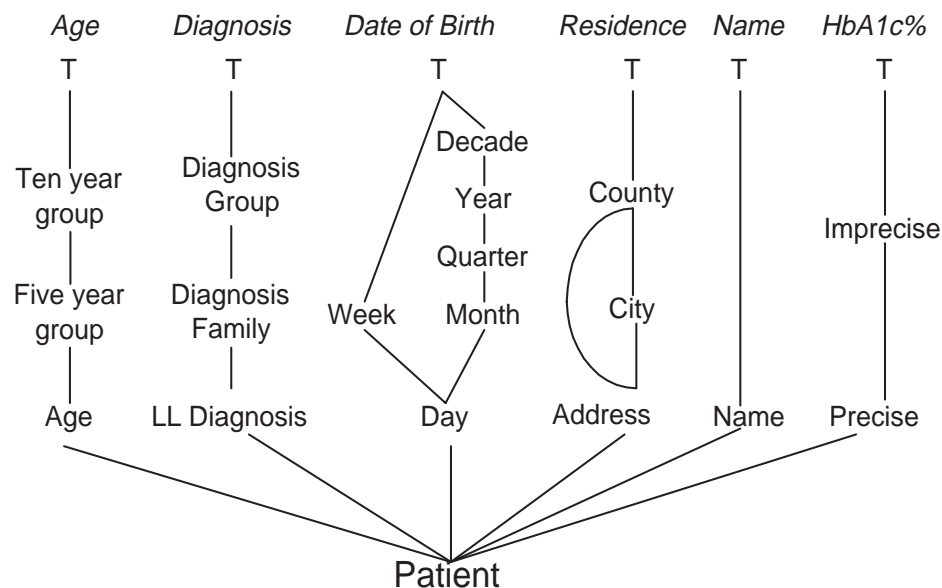 Age Diagnosis Date of Birth Residence Name HbA1c%
T T T T T T
Decade
Ten year
group
Diagnosis
Group
Year
County
Imprecise
Quarter
Five year
group
Diagnosis
Family
Week
Month
City
Age LL Diagnosis Day Address Name Precise
Patient